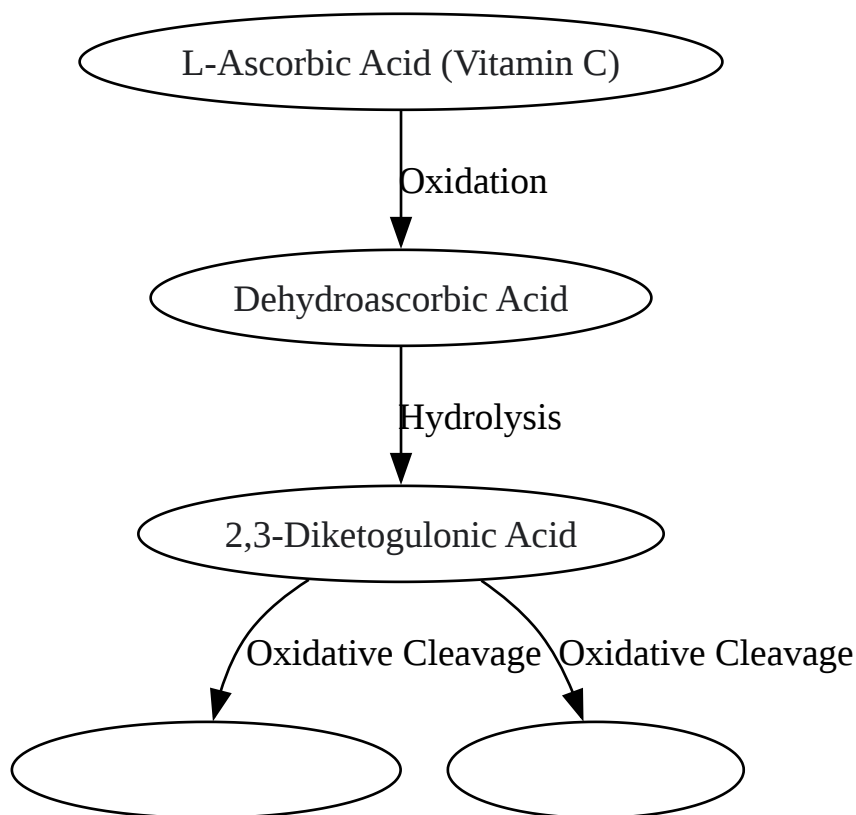 L-Ascorbic Acid (Vitamin C)
Oxidation
Dehydroascorbic Acid
Hydrolysis
2,3-Diketogulonic Acid
Oxidative Cleavage
Oxidative Cleavage